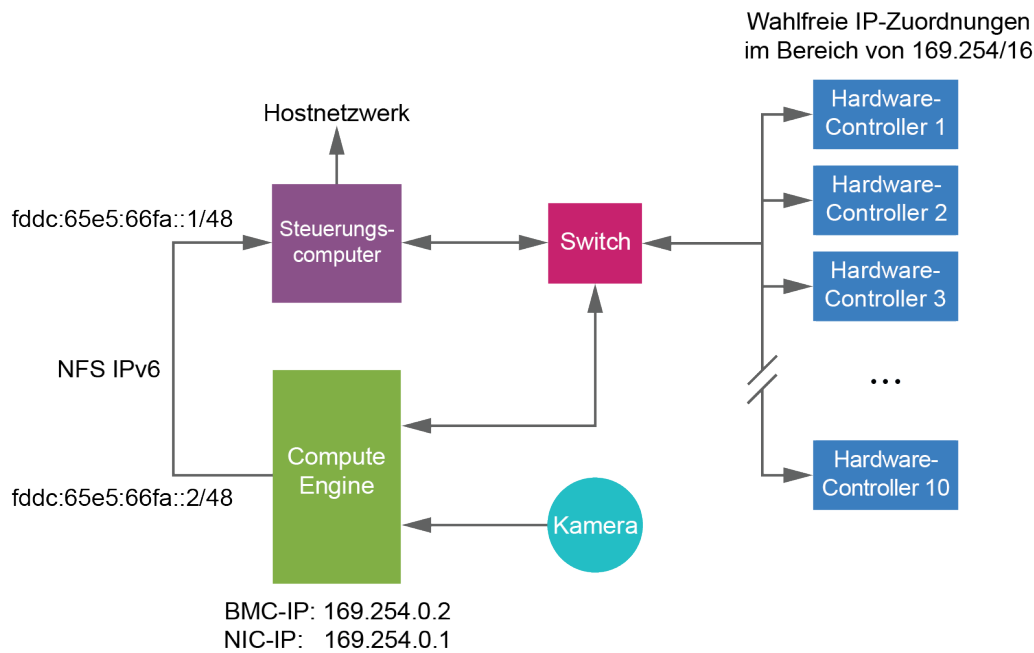 Wahlfreie IP-Zuordnungen
im Bereich von 169.254/16
Hardware-
Controller 1
Hostnetzwerk
Hardware-
Controller 2
fddc:65e5:66fa::1/48
Steuerungs-
computer
Switch
Hardware-
Controller 3
NFS IPv6
...
Compute
Engine
Hardware-
Controller 10
fddc:65e5:66fa::2/48
Kamera
BMC-IP: 169.254.0.2
NIC-IP: 169.254.0.1